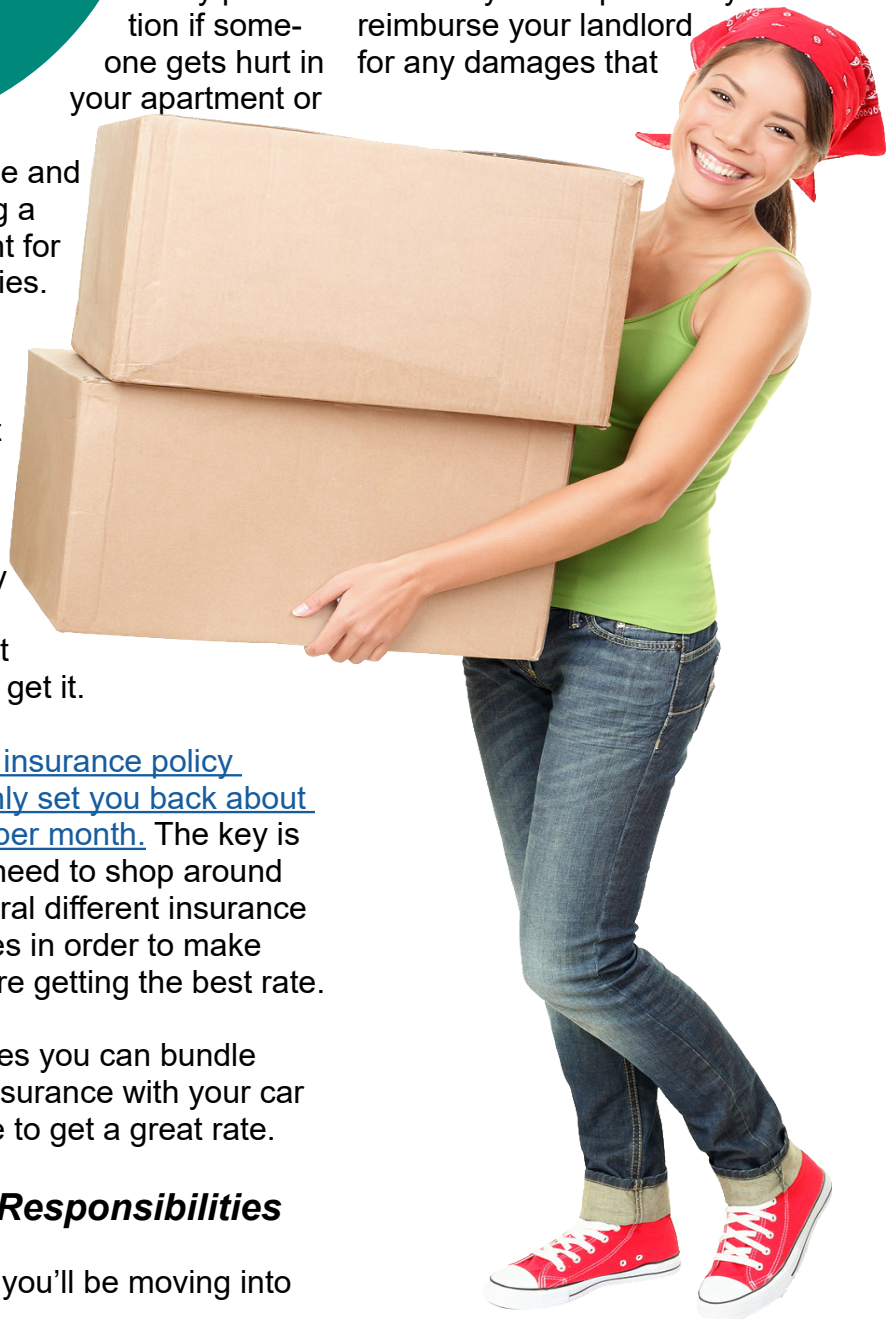 tion if some-
one gets hurt in
your apartment or
e and
g a
nt for
ies.
t
y
t
get it.
insurance policy
nly set you back about
per month. The key is
need to shop around
ral different insurance
es in order to make
re getting the best rate.
es you can bundle
surance with your car
e to get a great rate.
Responsibilities
you'll be moving into
reimburse your landlord
for any damages that